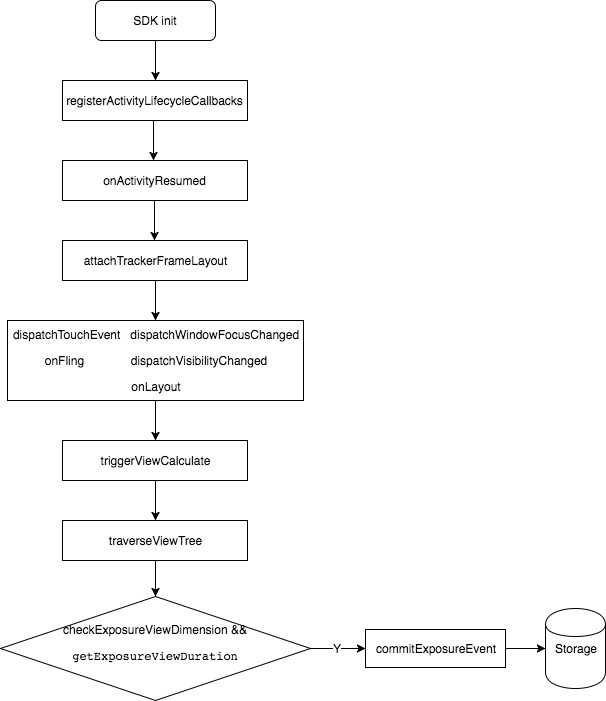 SDK init
registerActivityLifecycleCallbacks
onActivityResumed
attachTrackerFrameLayout
dispatchTouchEvent dispatchWindowFocusChanged
onFling dispatchVisibilityChanged
onLayout
triggerViewCalculate
traverseViewTree
checkExposureViewDimension &&
getExposureViewDuration
Y
commitExposureEvent
Storage